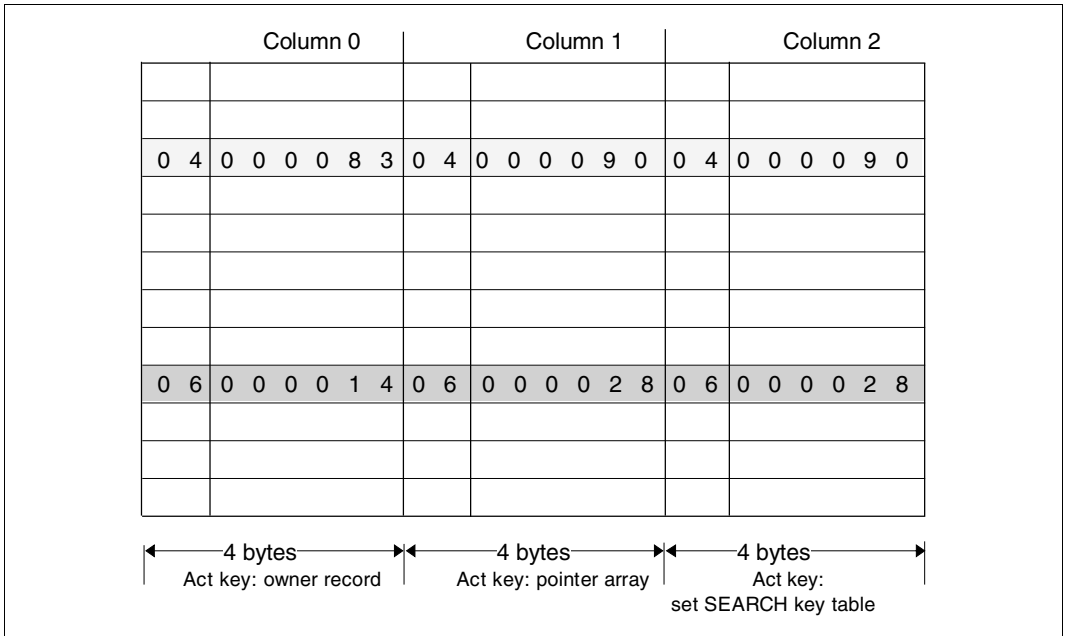 Column 0 Column 1 Column 2
0 4 0 0 0 0 8 3 0 4 0 0 0 0 9 0 0 4 0 0 0 0 9 0
0 6 0 0 0 0 1 4 0 6 0 0 0 0 2 8 0 6 0 0 0 0 2 8
4 bytes 4 bytes 4 bytes
Act key: owner record Act key: pointer array Act key:
set SEARCH key table